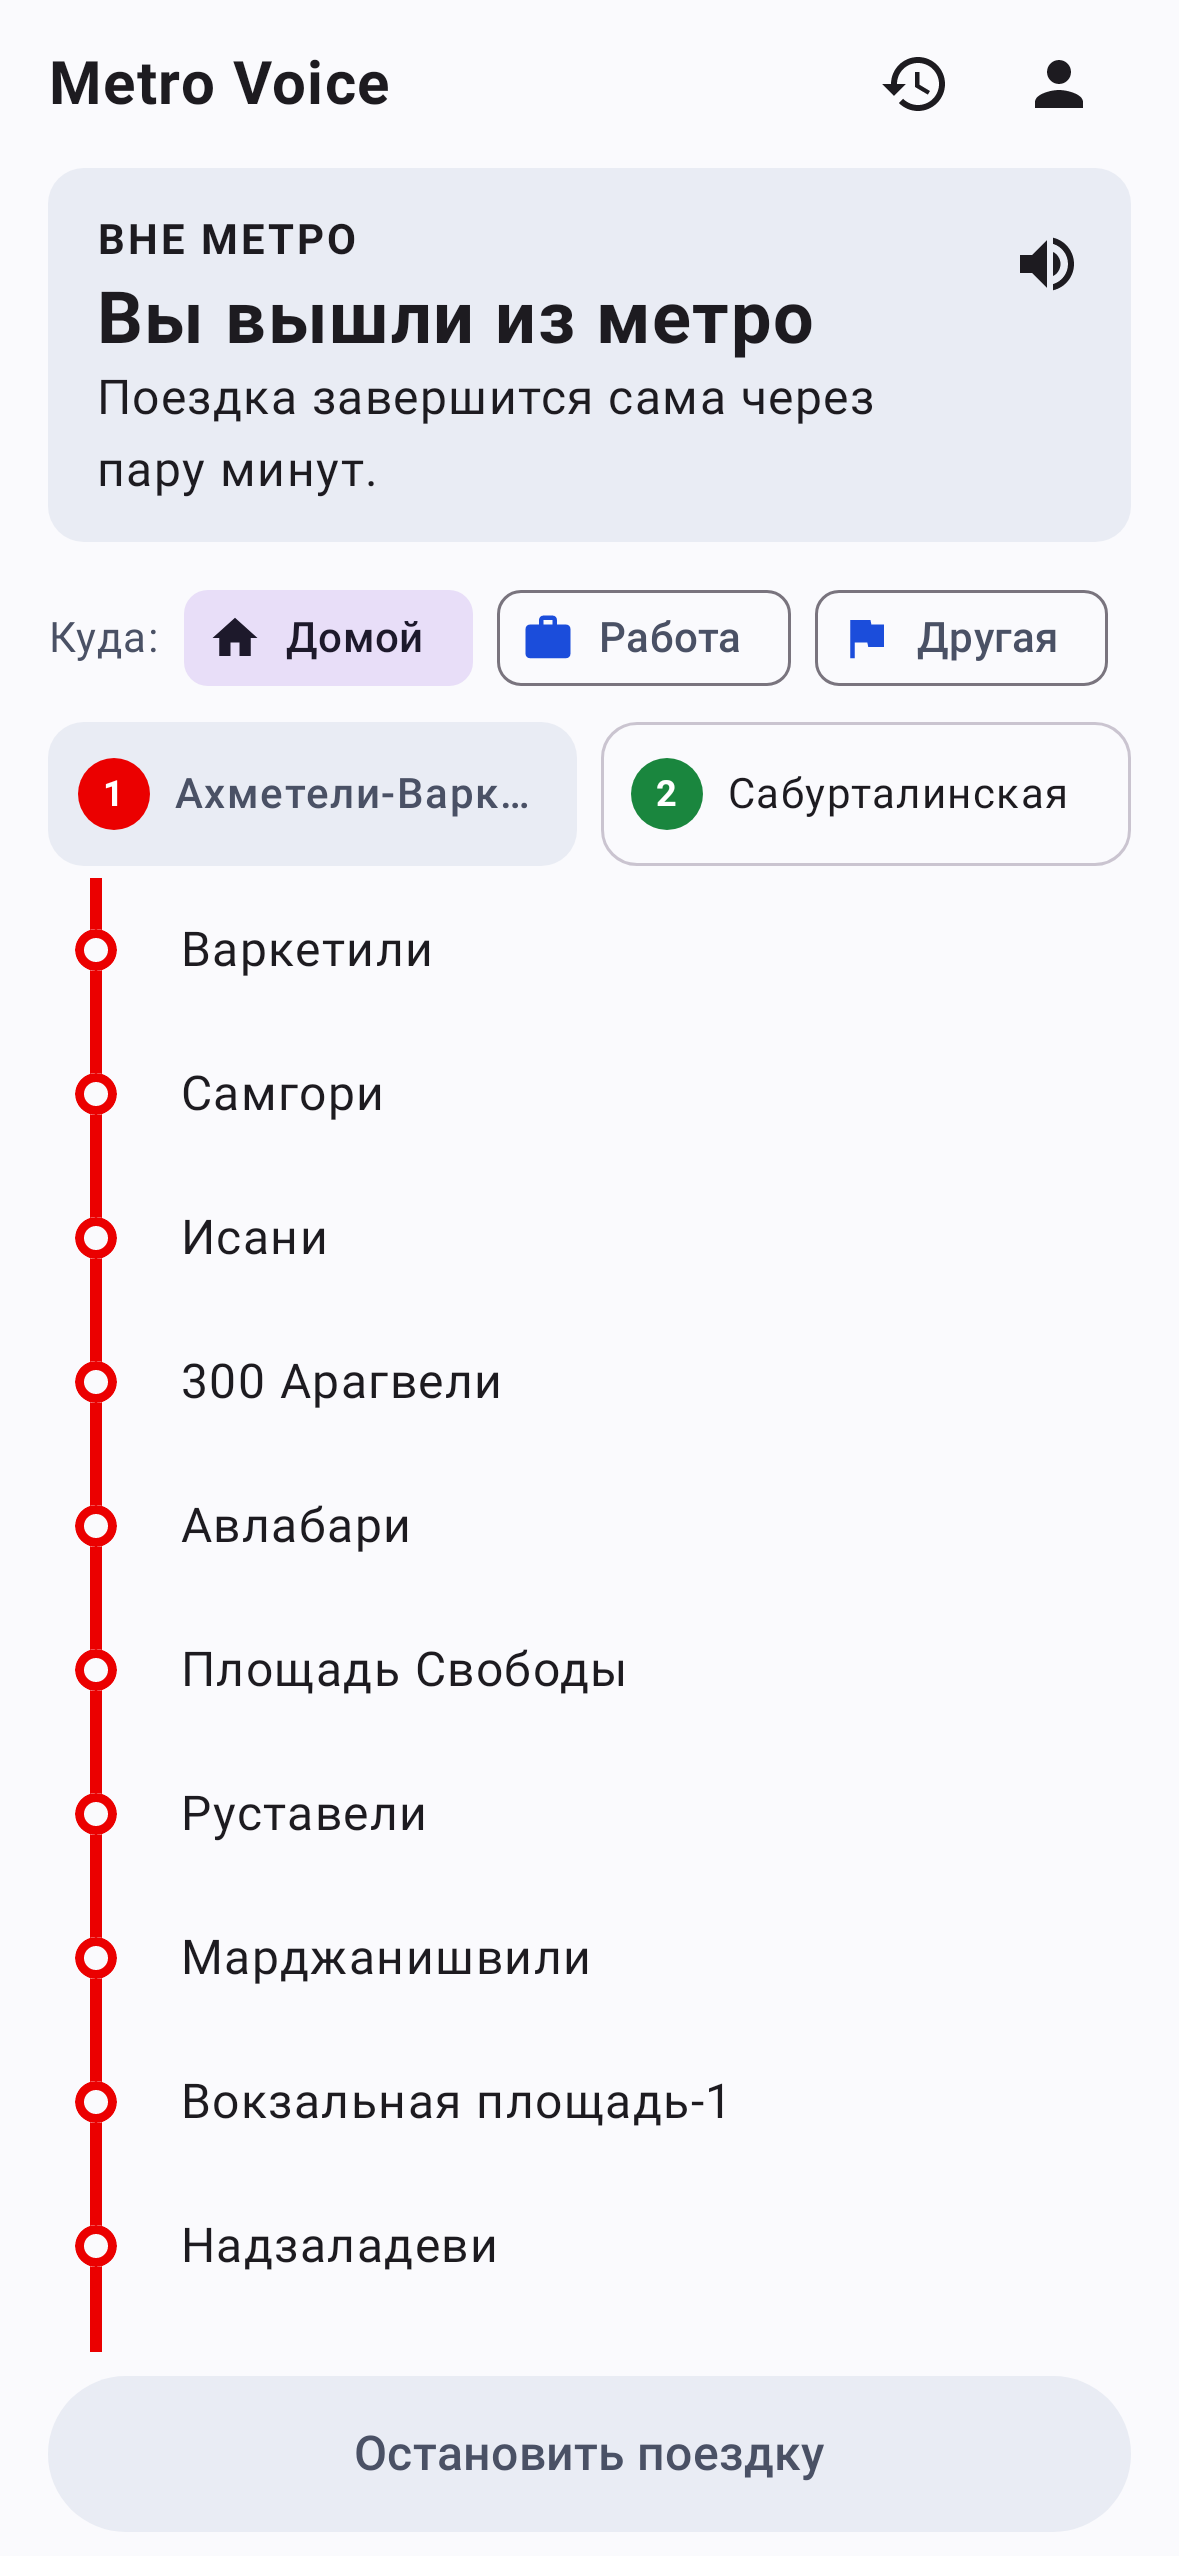 Metro Voice
ВНЕ МЕТРО
Вы вышли из метро
Поездка завершится сама через
пару минут.
Куда: Домой Работа Другая
1 Ахметели-Варк… 2 Сабурталинская
Варкетили
Самгори
Исани
300 Арагвели
Авлабари
Площадь Свободы
Руставели
Марджанишвили
Вокзальная площадь-1
Надзаладеви
Остановить поездку